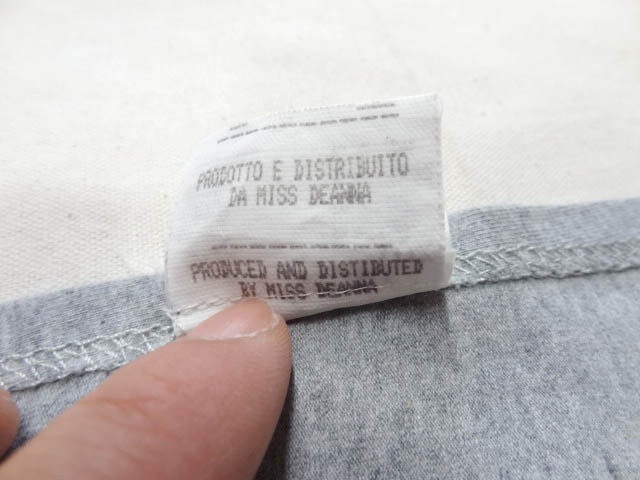 PRODOTTO E DISTRIBUITO
DA MISS DEANNA
PRODUCED AND DISTIBUTED
BY MISS DEANNA